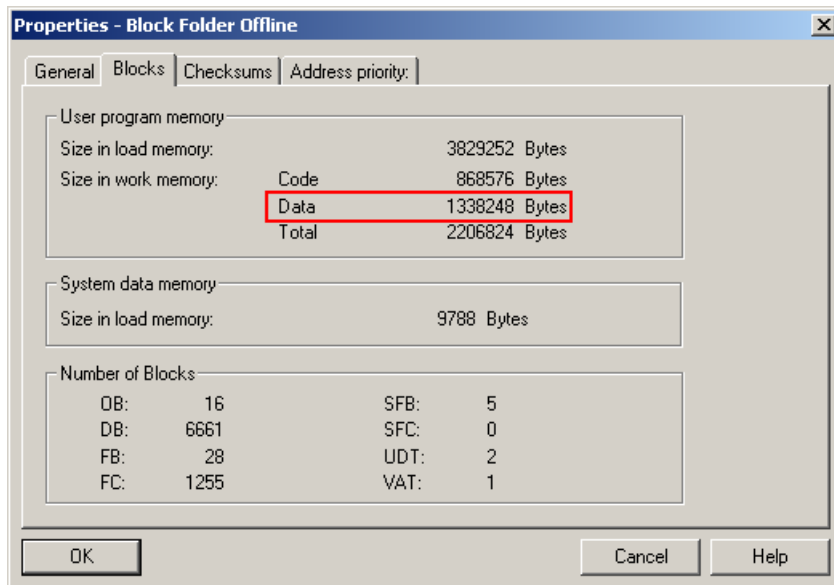 Properties - Block Folder Offline
General Blocks Checksums Address priority:
User program memory
Size in load memory: 3829252 Bytes
Size in work memory: Code 868576 Bytes
Data 1338248 Bytes
Total 2206824 Bytes
System data memory
Size in load memory: 9788 Bytes
Number of Blocks
OB: 16 SFB: 5
DB: 6661 SFC: 0
FB: 28 UDT: 2
FC: 1255 VAT: 1
OK Cancel Help